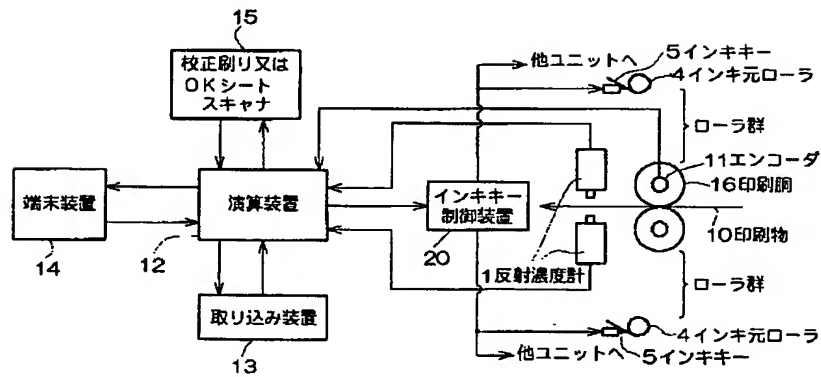 15
校正刷り又は
OKシート
スキャナ
他ユニットへ
5インキキー
4インキ元ローラ
ローラ群
11エンコーダ
16印刷胴
端末装置
14
演算装置
12
インキキー
制御装置
20
10印刷物
1反射濃度計
取り込み装置
13
ローラ群
4インキ元ローラ
5インキキー
他ユニットへ